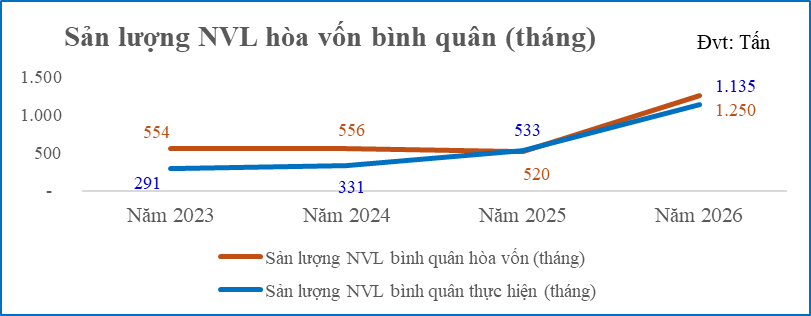 Sản lượng NVL hòa vốn bình quân (tháng)
Đvt: Tấn
1.500
1.000
500
-
554
556
533
1.135
1.250
291
331
520
Năm 2023
Năm 2024
Năm 2025
Năm 2026
Sản lượng NVL bình quân hòa vốn (tháng)
Sản lượng NVL bình quân thực hiện (tháng)